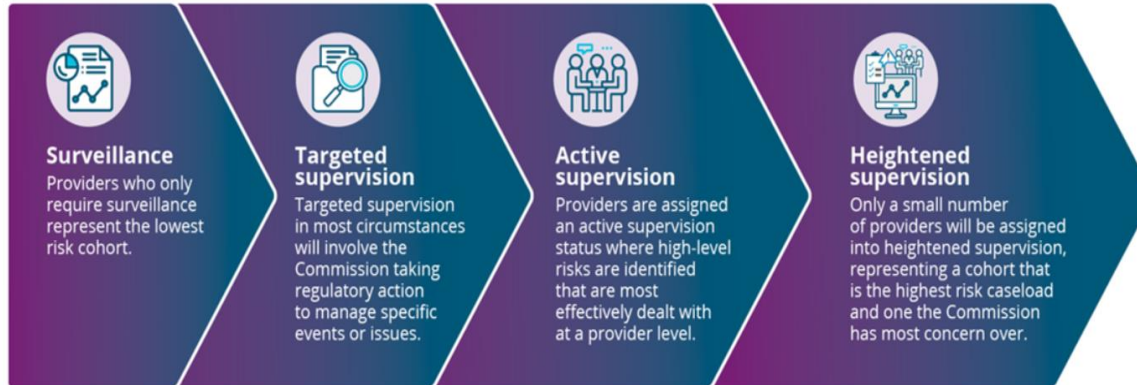 Surveillance
Providers who only
require surveillance
represent the lowest
risk cohort.
Targeted
supervision
Targeted supervision
in most circumstances
will involve the
Commission taking
regulatory action
to manage specific
events or issues.
Active
supervision
Providers are assigned
an active supervision
status where high-level
risks are identified
that are most
effectively dealt with
at a provider level.
Heightened
supervision
Only a small number
of providers will be assigned
into heightened supervision,
representing a cohort that
is the highest risk caseload
and one the Commission
has most concern over.